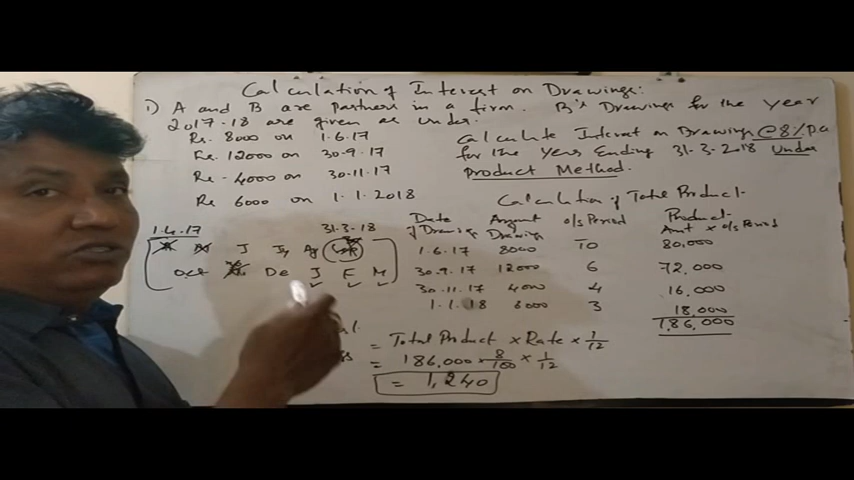 Calculation of Interest on Drawings:
1) A and B are partners in a firm. B's Drawings for the year
2017-18 are given as under.
Rs. 8000 on 1.6.17
Rs. 12000 on 30.9.17
Rs. 4000 on 30.11.17
Rs 6000 on 1.1.2018
Calculate Interest on Drawings @ 8% pa
for the year Ending 31-3-2018 Under
Product Method.
1.4.17 31.3-18
J Jy Ag
Oct De J F M
Calculation of Total Product
Date of Drawings Amount Drawing o/s Period Product Amt x o/s Period
1.6.17 8000 10 80,000
30.9.17 12000 6 72,000
30.11.17 4000 4 16,000
1.1.18 6000 3 18,000
1,86,000
= Total Product x Rate x 1/12
= 186,000 x 8/100 x 1/12
= 1,240